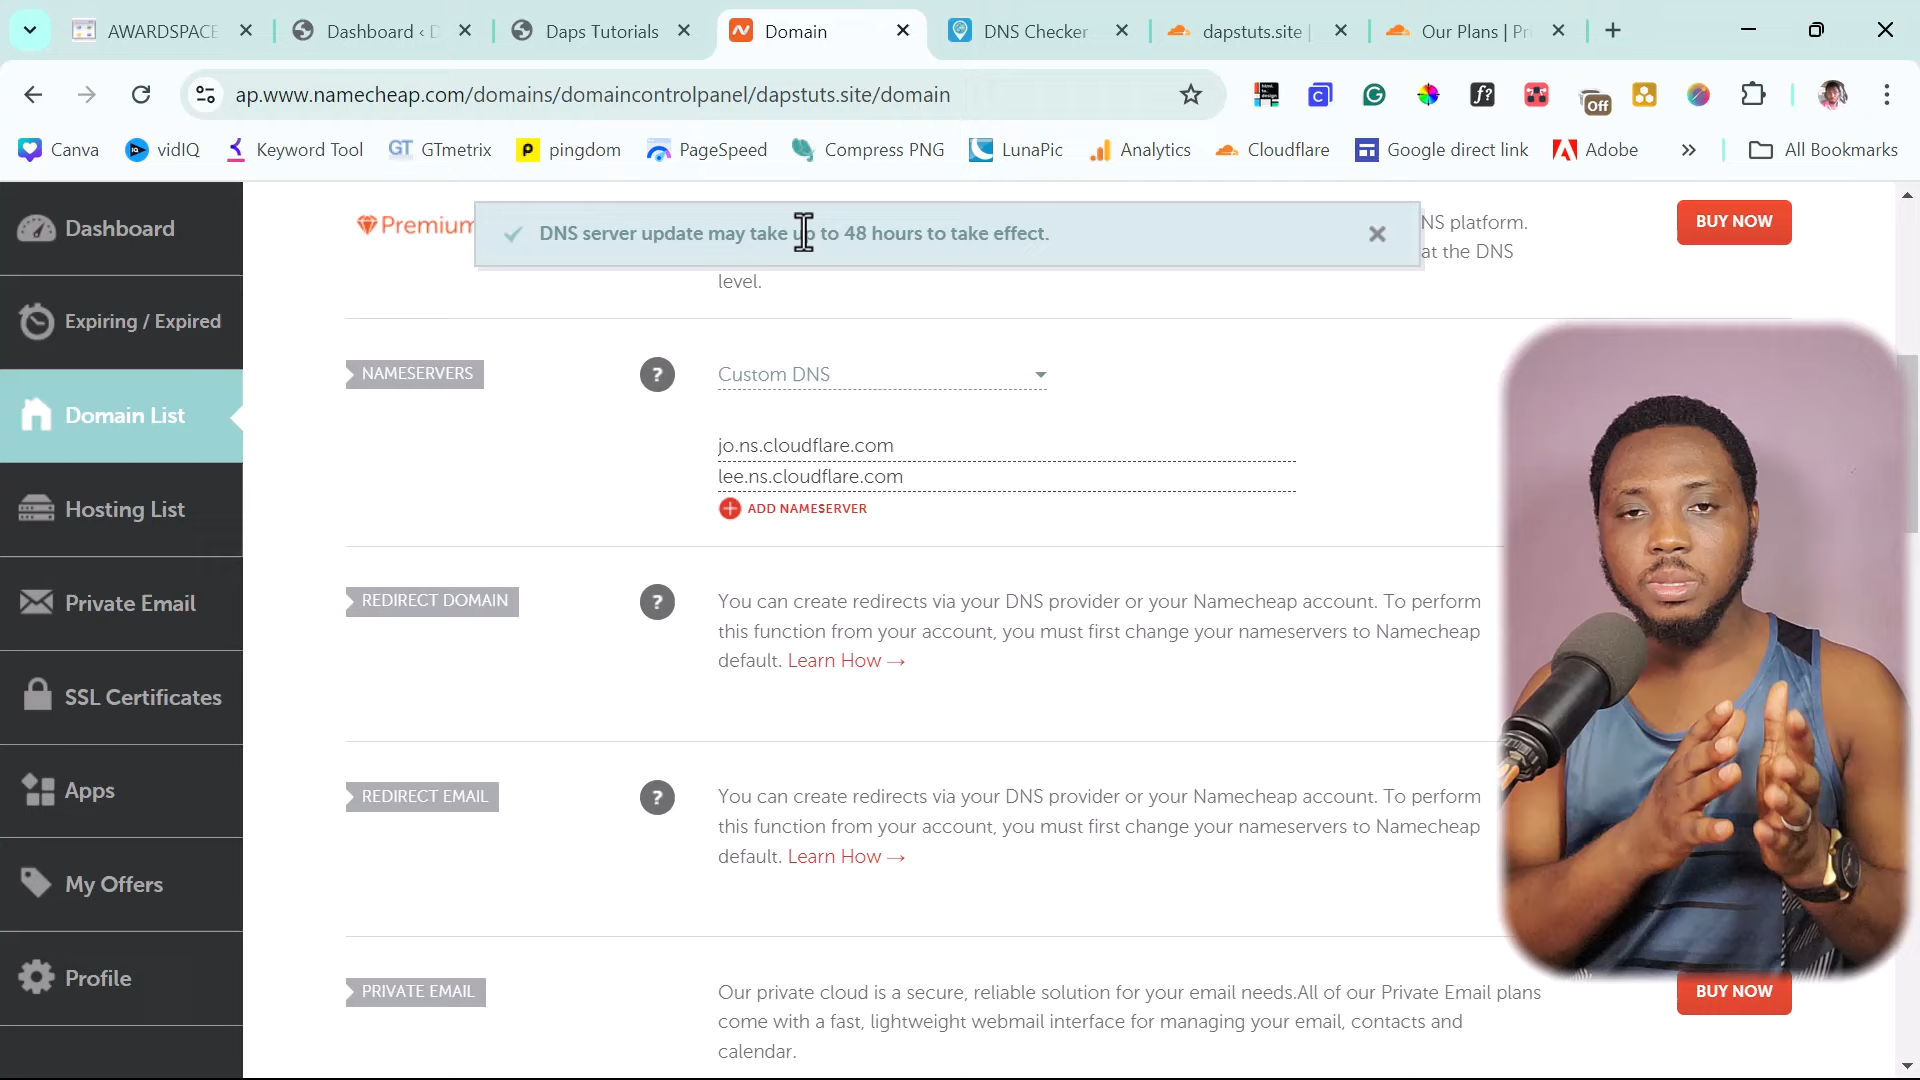 AWARDSPACE
Dashboard ‹ D
Daps Tutorials
Domain
DNS Checker
dapstuts.site |
Our Plans | Pri
ap.www.namecheap.com/domains/domaincontrolpanel/dapstuts.site/domain
Off
Canva
vidIQ
Keyword Tool
GT GTmetrix
pingdom
PageSpeed
Compress PNG
LunaPic
Analytics
Cloudflare
Google direct link
Adobe
All Bookmarks
Dashboard
Expiring / Expired
Domain List
Hosting List
Private Email
SSL Certificates
Apps
My Offers
Profile
Premium
DNS server update may take up to 48 hours to take effect.
NS platform.
at the DNS
level.
BUY NOW
NAMESERVERS
?
Custom DNS
jo.ns.cloudflare.com
lee.ns.cloudflare.com
ADD NAMESERVER
REDIRECT DOMAIN
?
You can create redirects via your DNS provider or your Namecheap account. To perform
this function from your account, you must first change your nameservers to Namecheap
default. Learn How →
REDIRECT EMAIL
?
You can create redirects via your DNS provider or your Namecheap account. To perform
this function from your account, you must first change your nameservers to Namecheap
default. Learn How →
PRIVATE EMAIL
Our private cloud is a secure, reliable solution for your email needs.All of our Private Email plans
come with a fast, lightweight webmail interface for managing your email, contacts and
calendar.
BUY NOW